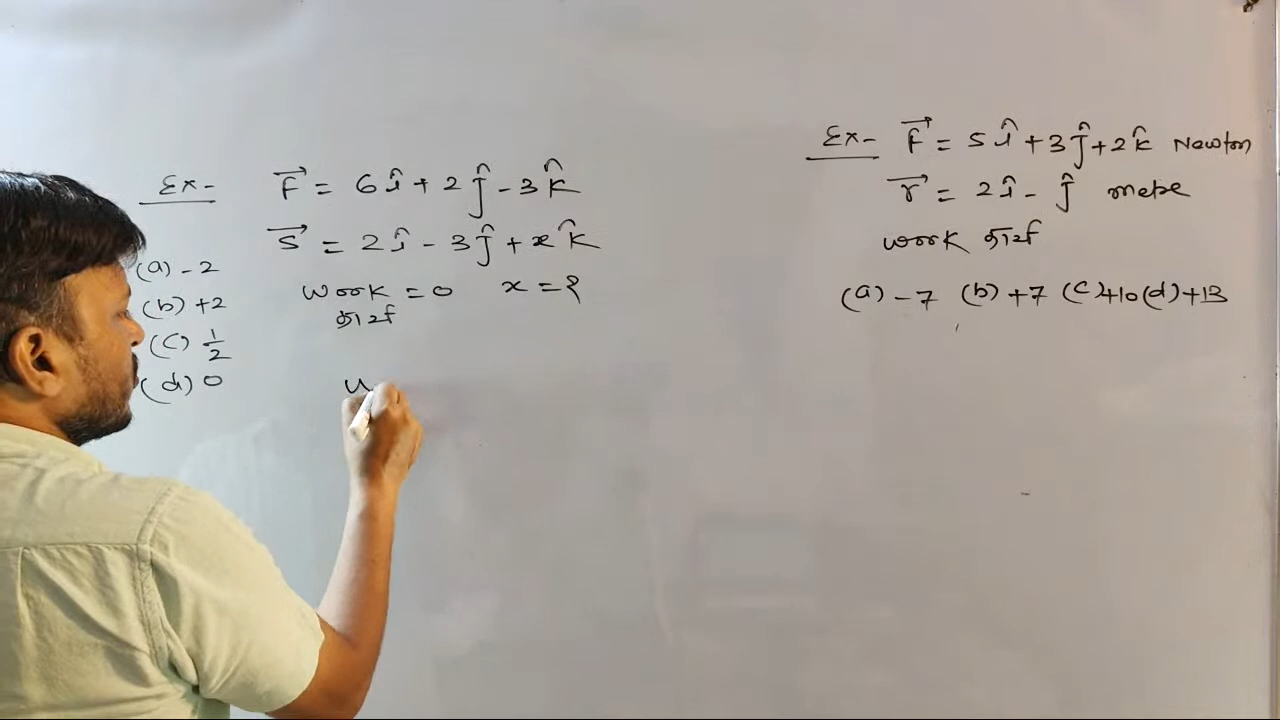 Ex- F⃗ = 6î + 2ĵ - 3k̂
S⃗ = 2î - 3ĵ + xk̂
work = 0 x = ?
कार्य
(a) - 2
(b) + 2
(c) 1/2
(d) 0
w
Ex- F⃗ = 5î + 3ĵ + 2k̂ Newton
r⃗ = 2î - ĵ
work कार्य
(a) - 7 (b) + 7 (c) +10 (d) +13